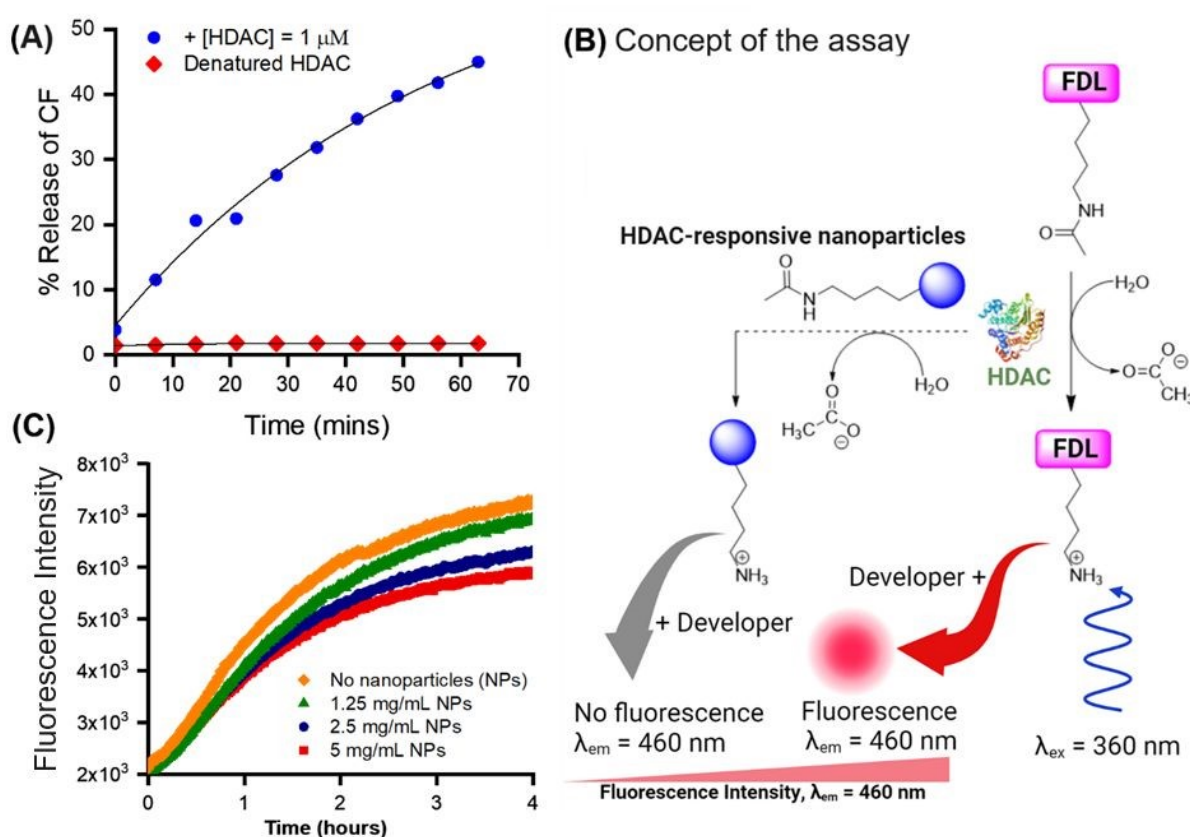 (A)
50
40
30
20
10
0
% Release of CF
+ [HDAC] = 1 μM
Denatured HDAC
0 10 20 30 40 50 60 70
Time (mins)
(B) Concept of the assay
FDL
NH
O
HDAC-responsive nanoparticles
O
N
H
H₂O
HDAC
O
O
⊖
CH₃
H₂O
O
H₃C
O
⊖
FDL
⊕
NH₃
⊕
NH₃
Developer +
+ Developer
No fluorescence
λem = 460 nm
Fluorescence
λem = 460 nm
λex = 360 nm
Fluorescence Intensity, λem = 460 nm
(C)
8x10³
7x10³
6x10³
5x10³
4x10³
3x10³
2x10³
Fluorescence Intensity
No nanoparticles (NPs)
1.25 mg/mL NPs
2.5 mg/mL NPs
5 mg/mL NPs
0 1 2 3 4
Time (hours)